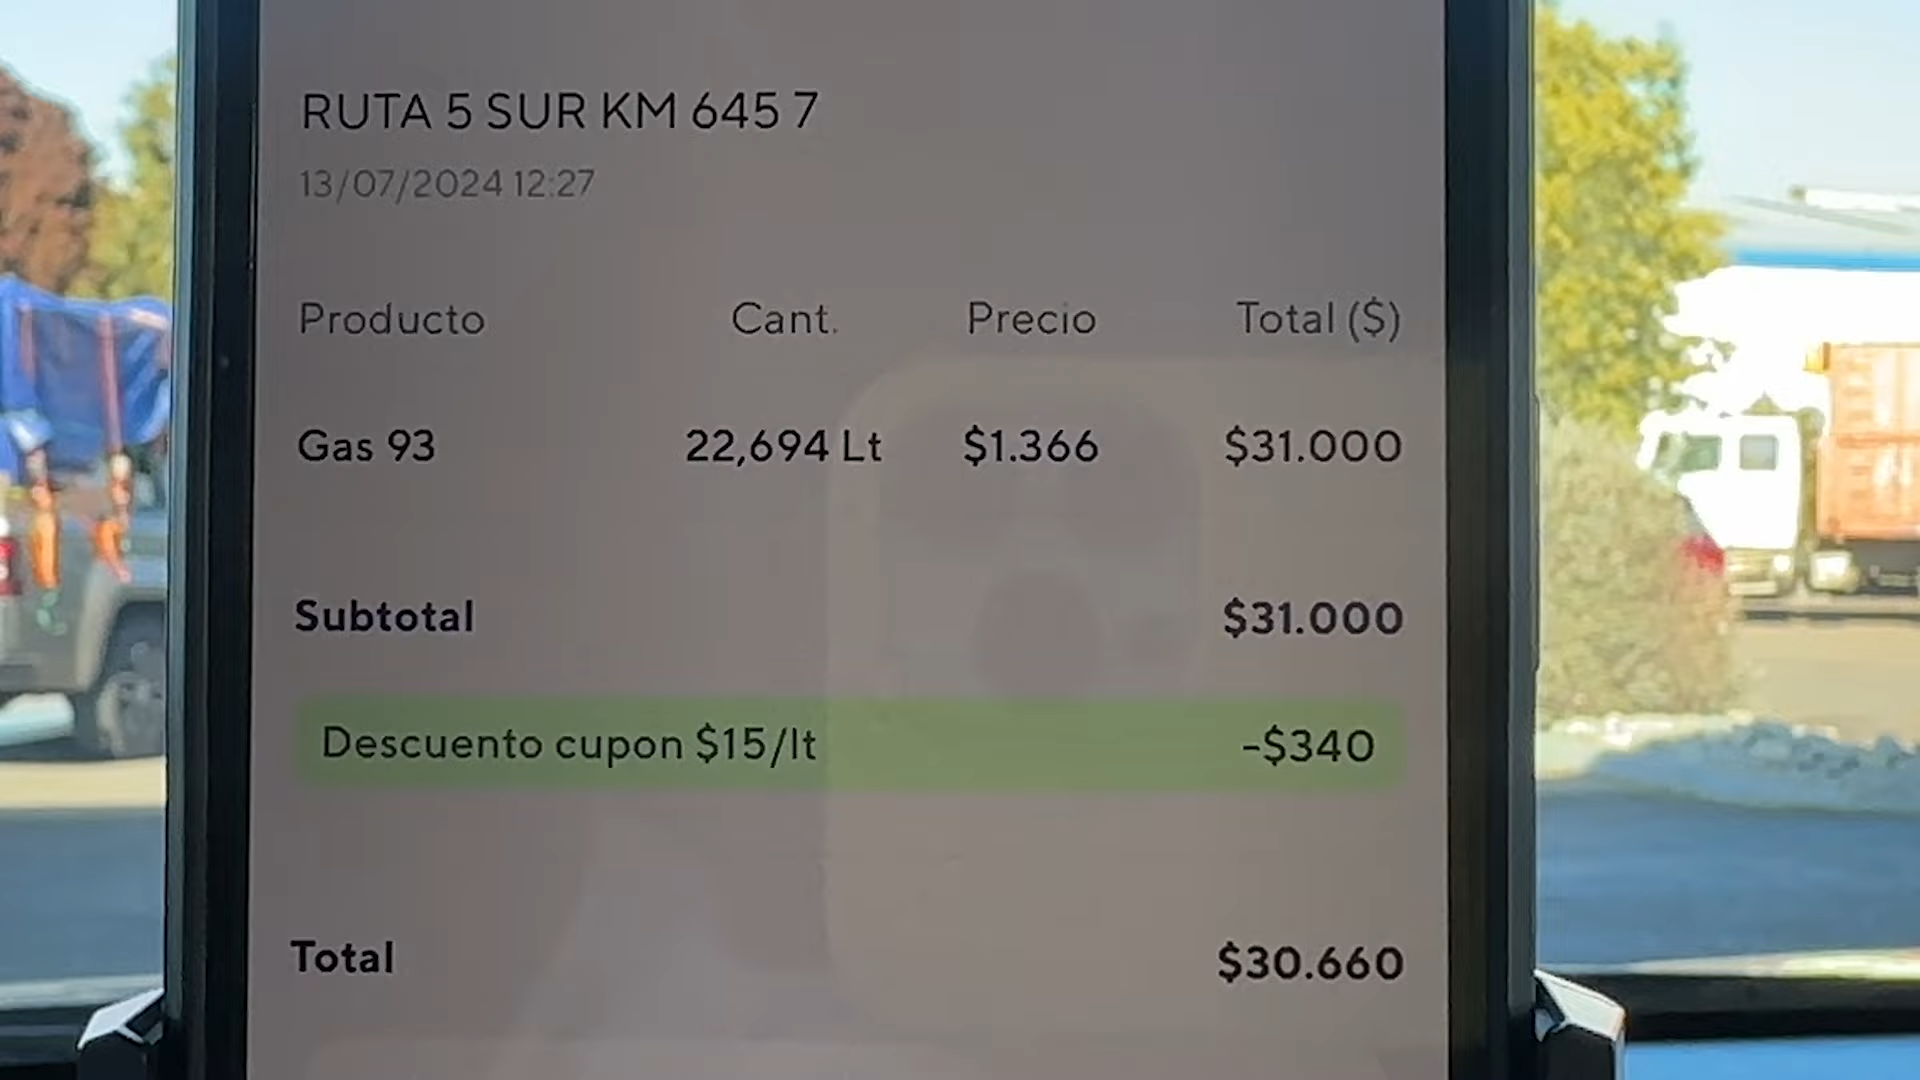 RUTA 5 SUR KM 645 7
13/07/2024 12:27
Producto Cant. Precio Total ($)
Gas 93 22,694 Lt $1.366 $31.000
Subtotal $31.000
Descuento cupon $15/lt -$340
Total $30.660